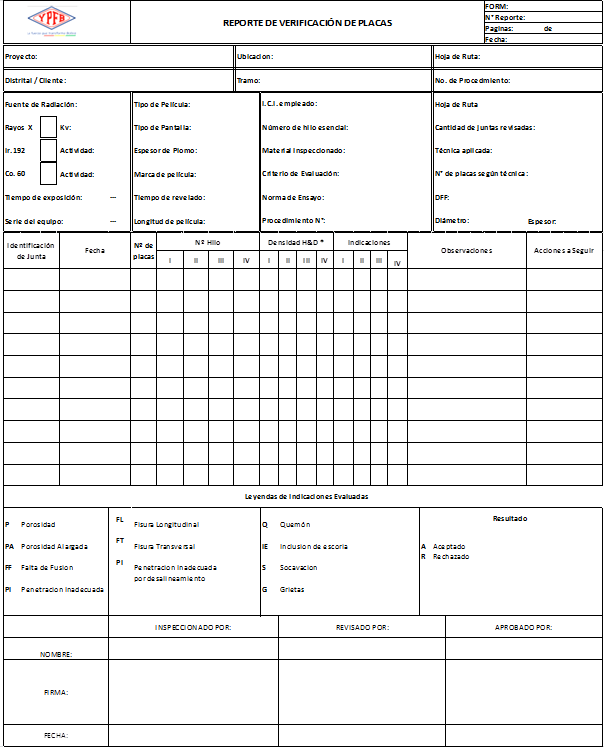 YPFB
REPORTE DE VERIFICACIÓN DE PLACAS
FORM:
N° Reporte:
Paginas: de
Fecha:
Proyecto: Ubicacion: Hoja de Ruta:
Distrital / Cliente: Tramo: No. de Procedimiento:
Fuente de Radiación: Tipo de Película: I.C.I. empleado: Hoja de Ruta
Rayos X Kv: Tipo de Pantalla: Número de hilo esencial: Cantidad de Juntas revisadas:
Ir. 192 Actividad: Espesor de Plomo: Material Inspeccionado: Técnica aplicada:
Co. 60 Actividad: Marca de película: Criterio de Evaluación: N° de placas según técnica:
Tiempo de exposición: --- Tiempo de revelado: Norma de Ensayo: DFF:
Serie del equipo: --- Longitud de película: Procedimiento N°: Diámetro: Espesor:
Identificación de Junta Fecha Nº de placas Nº Hilo Densidad H&D * Indicaciones Observaciones Acciones a Seguir
I II III IV I II III IV I II III IV
Leyendas de Indicaciones Evaluadas
P Porosidad FL Fisura Longitudinal Q Quemón Resultado
PA Porosidad Alargada FT Fisura Transversal IE Inclusion de escoria A Aceptado
FF Falta de Fusion PI Penetracion Inadecuada por desalineamiento S Socavacion R Rechazado
PI Penetracion Inadecuada G Grietas
INSPECCIONADO POR: REVISADO POR: APROBADO POR:
NOMBRE:
FIRMA:
FECHA: